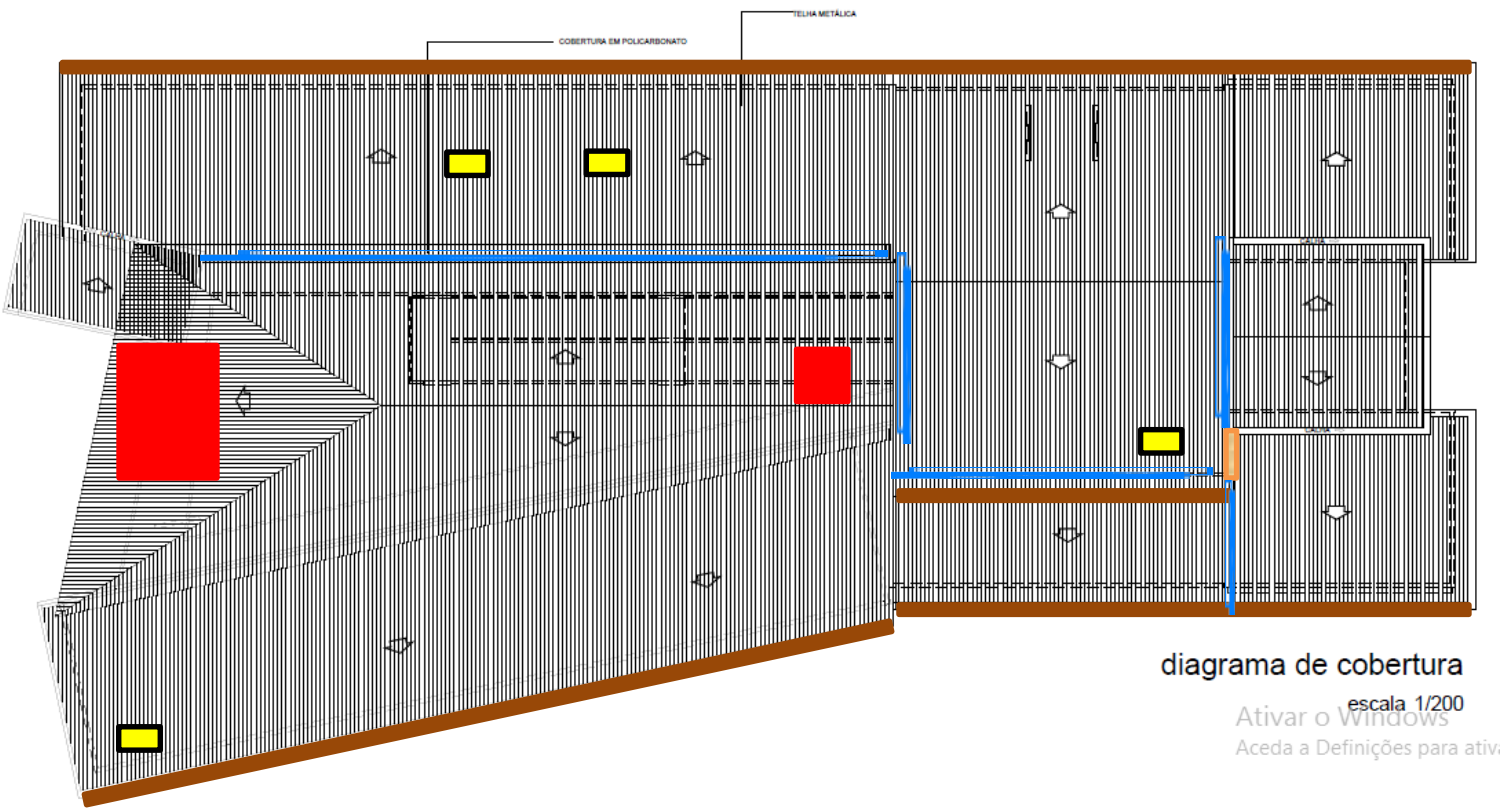 TELHA METÁLICA
COBERTURA EM POLICARBONATO
CALHA
CALHA
diagrama de cobertura
escala 1/200
Ativar o Windows
Aceda a Definições para ativa